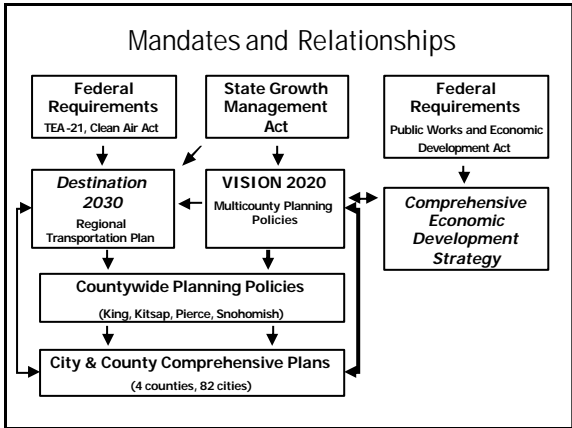 Mandates and Relationships
Federal
Requirements
TEA-21, Clean Air Act
State Growth
Management
Act
Federal
Requirements
Public Works and Economic
Development Act
Destination
2030
Regional
Transportation Plan
VISION 2020
Multicounty Planning
Policies
Comprehensive
Economic
Development
Strategy
Countywide Planning Policies
(King, Kitsap, Pierce, Snohomish)
City & County Comprehensive Plans
(4 counties, 82 cities)